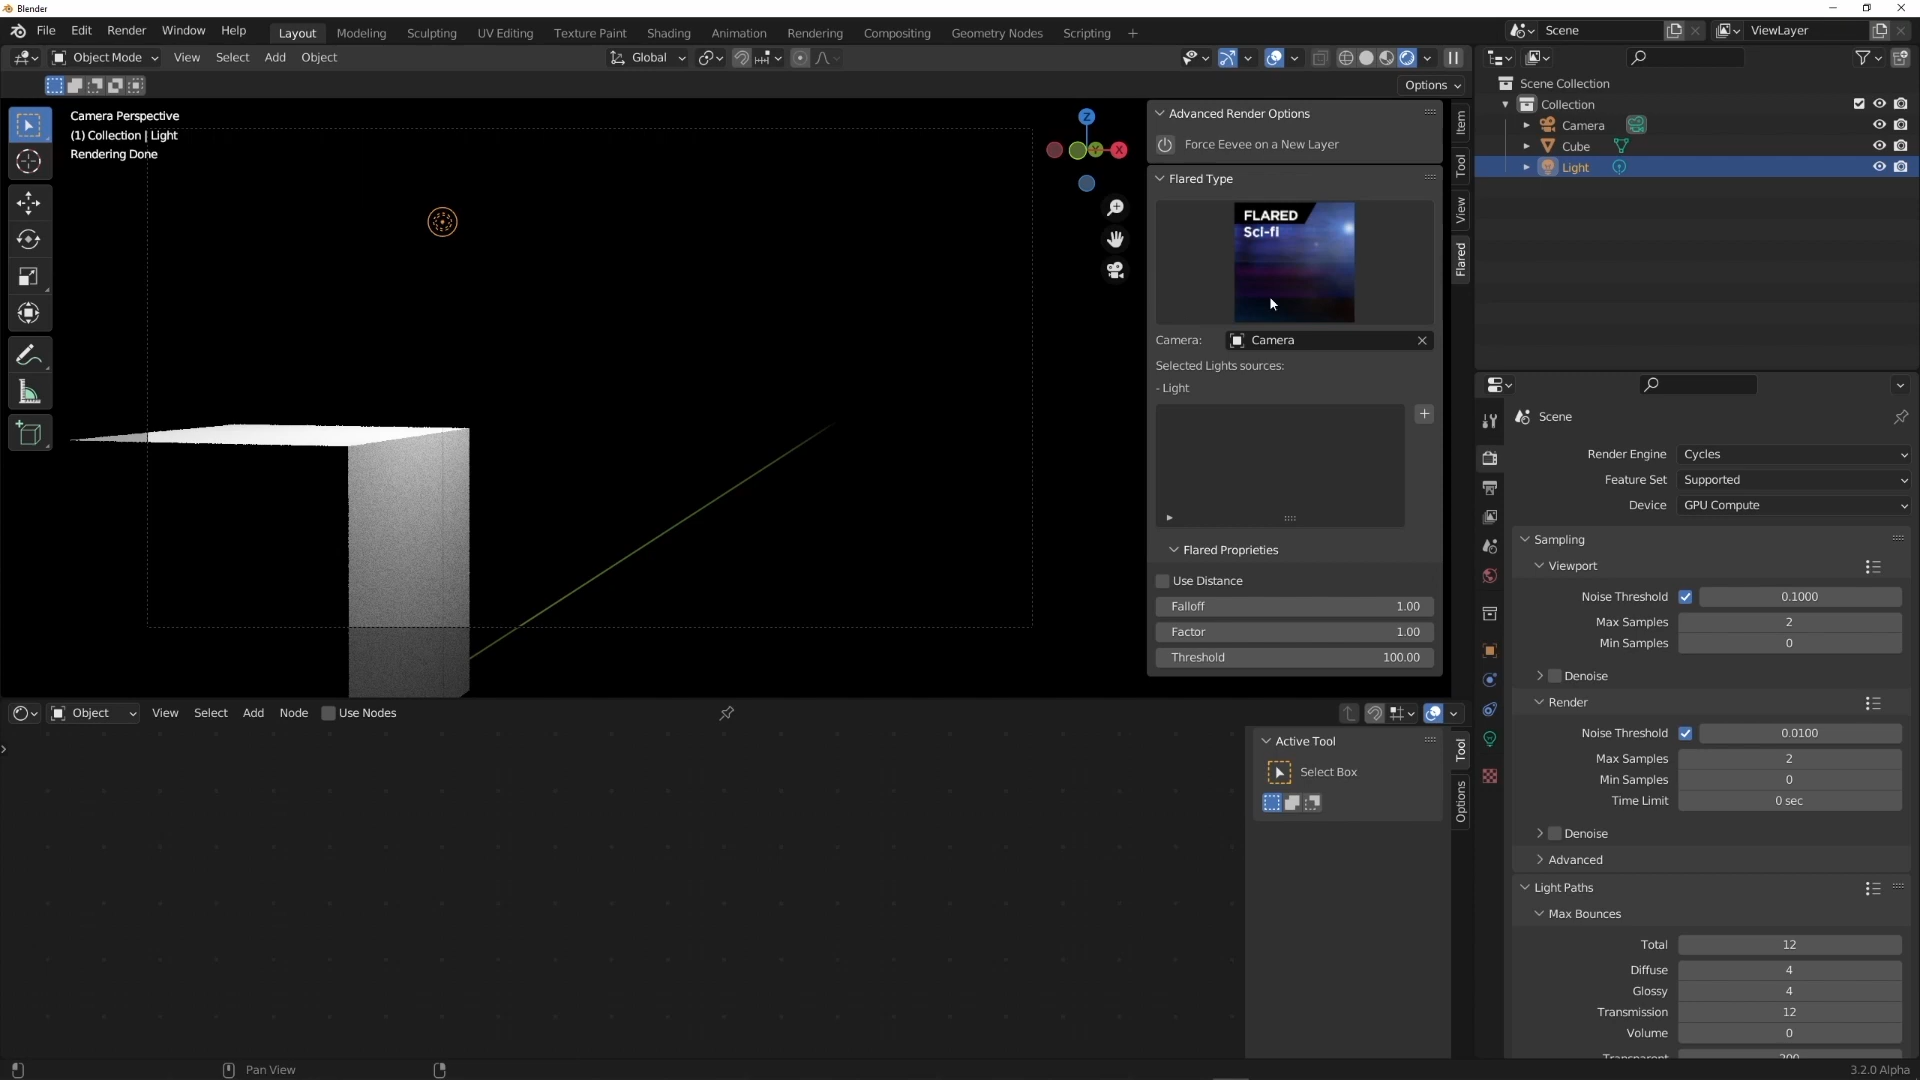 Blender
File Edit Render Window Help
Layout Modeling Sculpting UV Editing Texture Paint Shading Animation Rendering Compositing Geometry Nodes Scripting +
Scene
ViewLayer
Object Mode View Select Add Object
Global
Options
Camera Perspective
(1) Collection | Light
Rendering Done
Z
Y
X
Advanced Render Options
Force Eevee on a New Layer
Flared Type
FLARED
Sci-fi
Camera: Camera
Selected Lights sources:
- Light
Flared Proprieties
Use Distance
Falloff 1.00
Factor 1.00
Threshold 100.00
Item
Tool
View
Flared
Scene Collection
Collection
Camera
Cube
Light
Scene
Render Engine Cycles
Feature Set Supported
Device GPU Compute
Sampling
Viewport
Noise Threshold 0.1000
Max Samples 2
Min Samples 0
Denoise
Render
Noise Threshold 0.0100
Max Samples 2
Min Samples 0
Time Limit 0 sec
Denoise
Advanced
Light Paths
Max Bounces
Total 12
Diffuse 4
Glossy 4
Transmission 12
Volume 0
Transparent 200
Object View Select Add Node Use Nodes
Active Tool
Select Box
Tool
Options
Pan View
3.2.0 Alpha